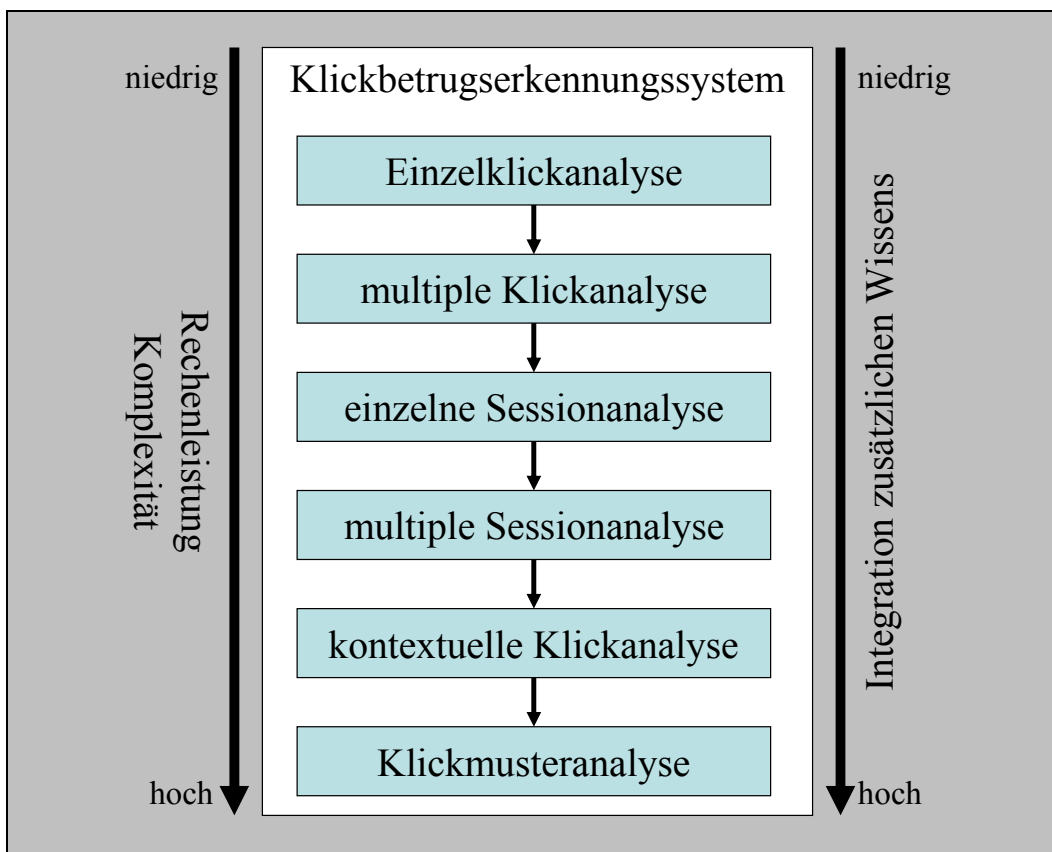 niedrig
Klickbetrugserkennungssystem
niedrig
Einzelklickanalyse
multiple Klickanalyse
einzelne Sessionanalyse
multiple Sessionanalyse
kontextuelle Klickanalyse
Klickmusteranalyse
Rechenleistung
Komplexität
Integration zusätzlichen Wissens
hoch
hoch